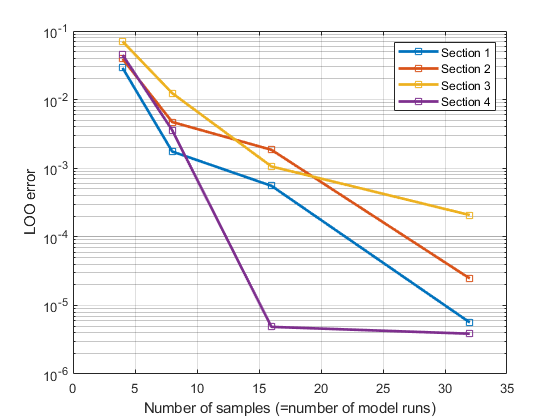 10^-1
10^-2
10^-3
10^-4
10^-5
10^-6
LOO error
Section 1
Section 2
Section 3
Section 4
0 5 10 15 20 25 30 35
Number of samples (=number of model runs)